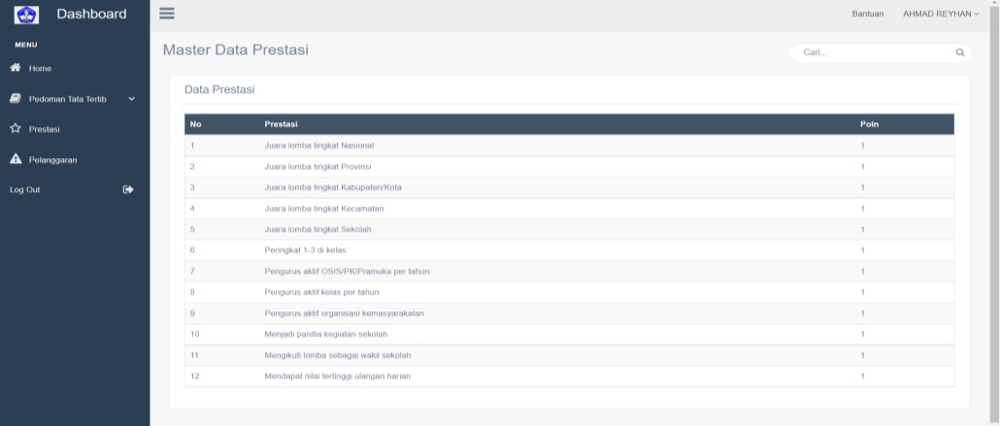 Dashboard
Bantuan AHMAD REYHAN
MENU
Home
Pedoman Tata Tertib
Prestasi
Pelanggaran
Log Out
Master Data Prestasi
Cari...
Data Prestasi
No Prestasi Poin
1 Juara lomba tingkat Nasional 1
2 Juara lomba tingkat Provinsi 1
3 Juara lomba tingkat Kabupaten/Kota 1
4 Juara lomba tingkat Kecamatan 1
5 Juara lomba tingkat Sekolah 1
6 Peringkat 1-3 di kelas 1
7 Pengurus aktif OSIS/PK/Pramuka per tahun 1
8 Pengurus aktif kelas per tahun 1
9 Pengurus aktif organisasi kemasyarakatan 1
10 Menjadi panitia kegiatan sekolah 1
11 Mengikuti lomba sebagai wakil sekolah 1
12 Mendapat nilai tertinggi ulangan harian 1